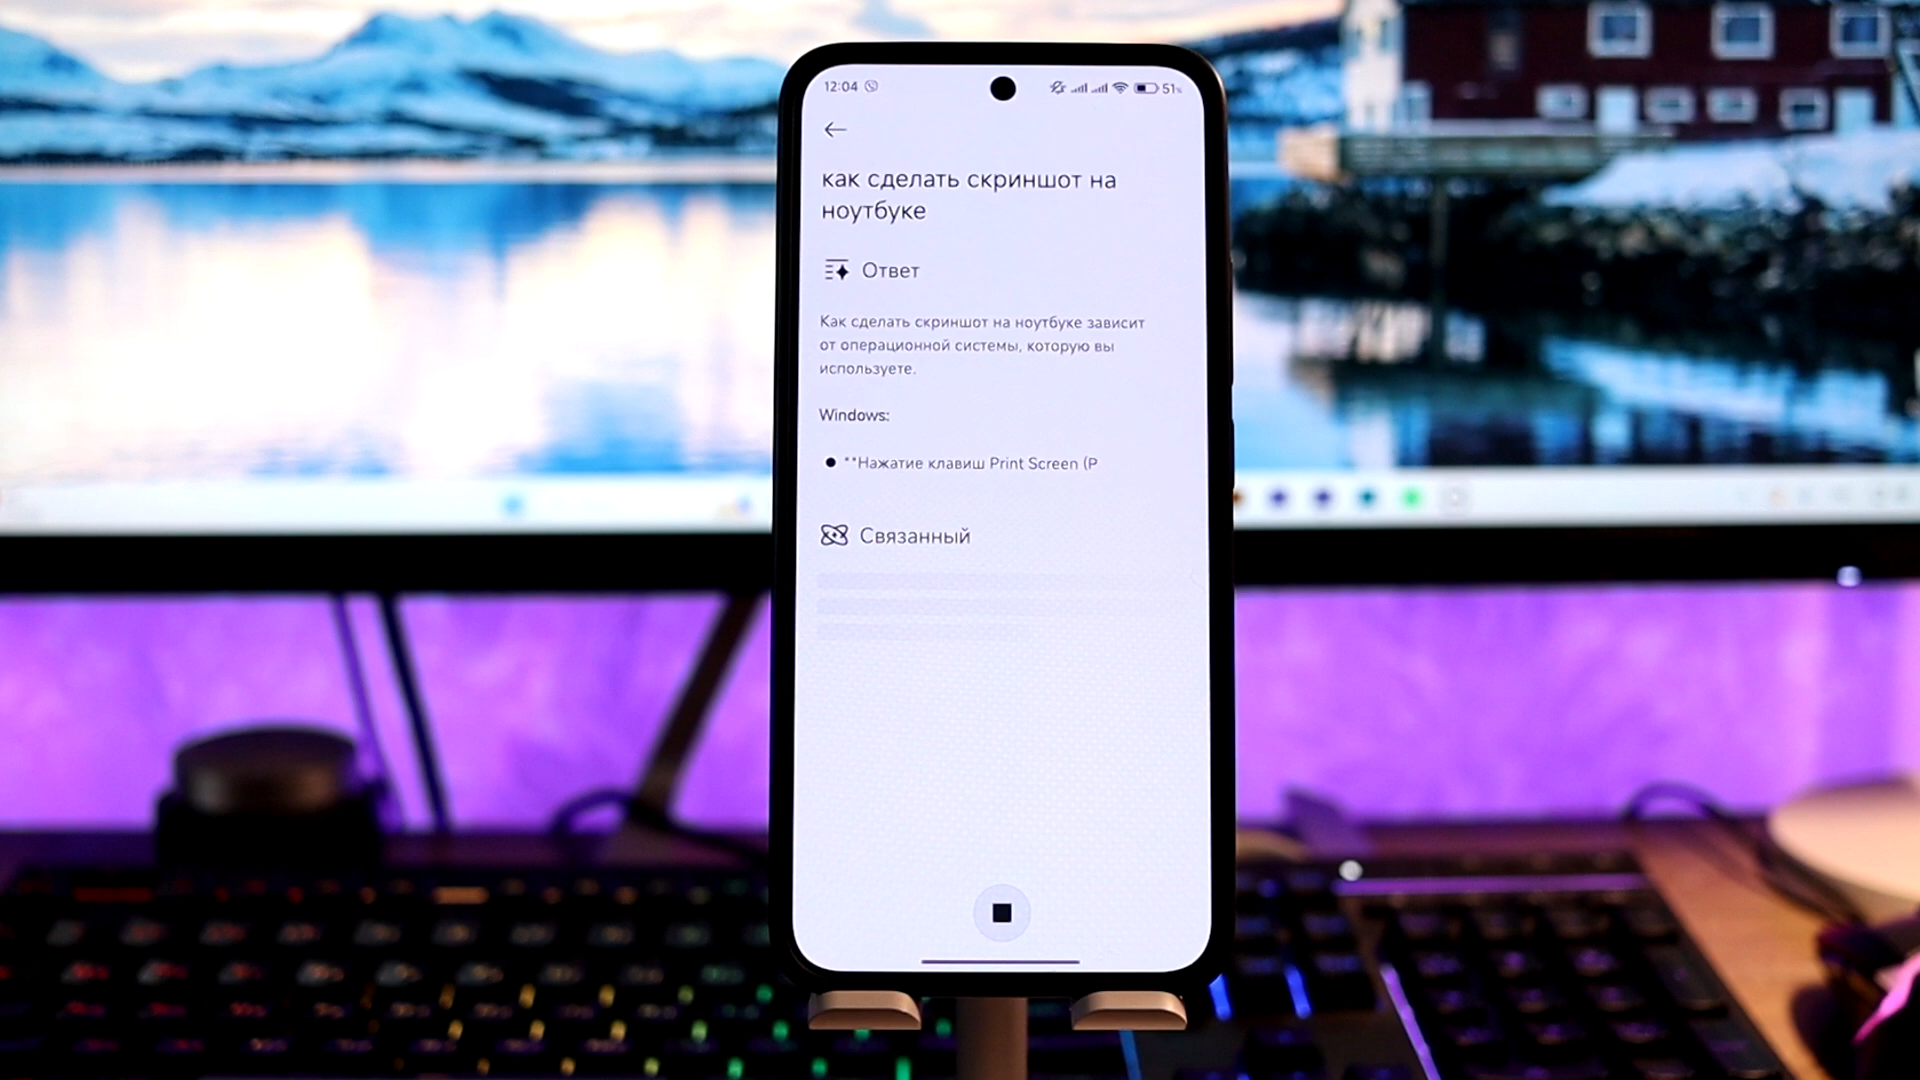 12:04 51%
как сделать скриншот на
ноутбуке
Ответ
Как сделать скриншот на ноутбуке зависит
от операционной системы, которую вы
используете.
Windows:
● **Нажатие клавиш Print Screen (P
Связанный